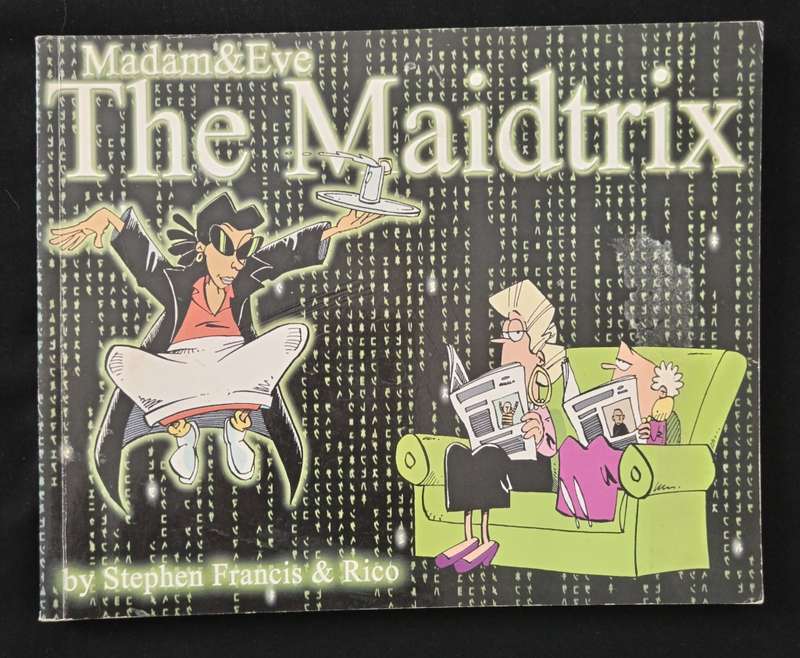 Madam&Eve
The Maidtrix
by Stephen Francis & Rico